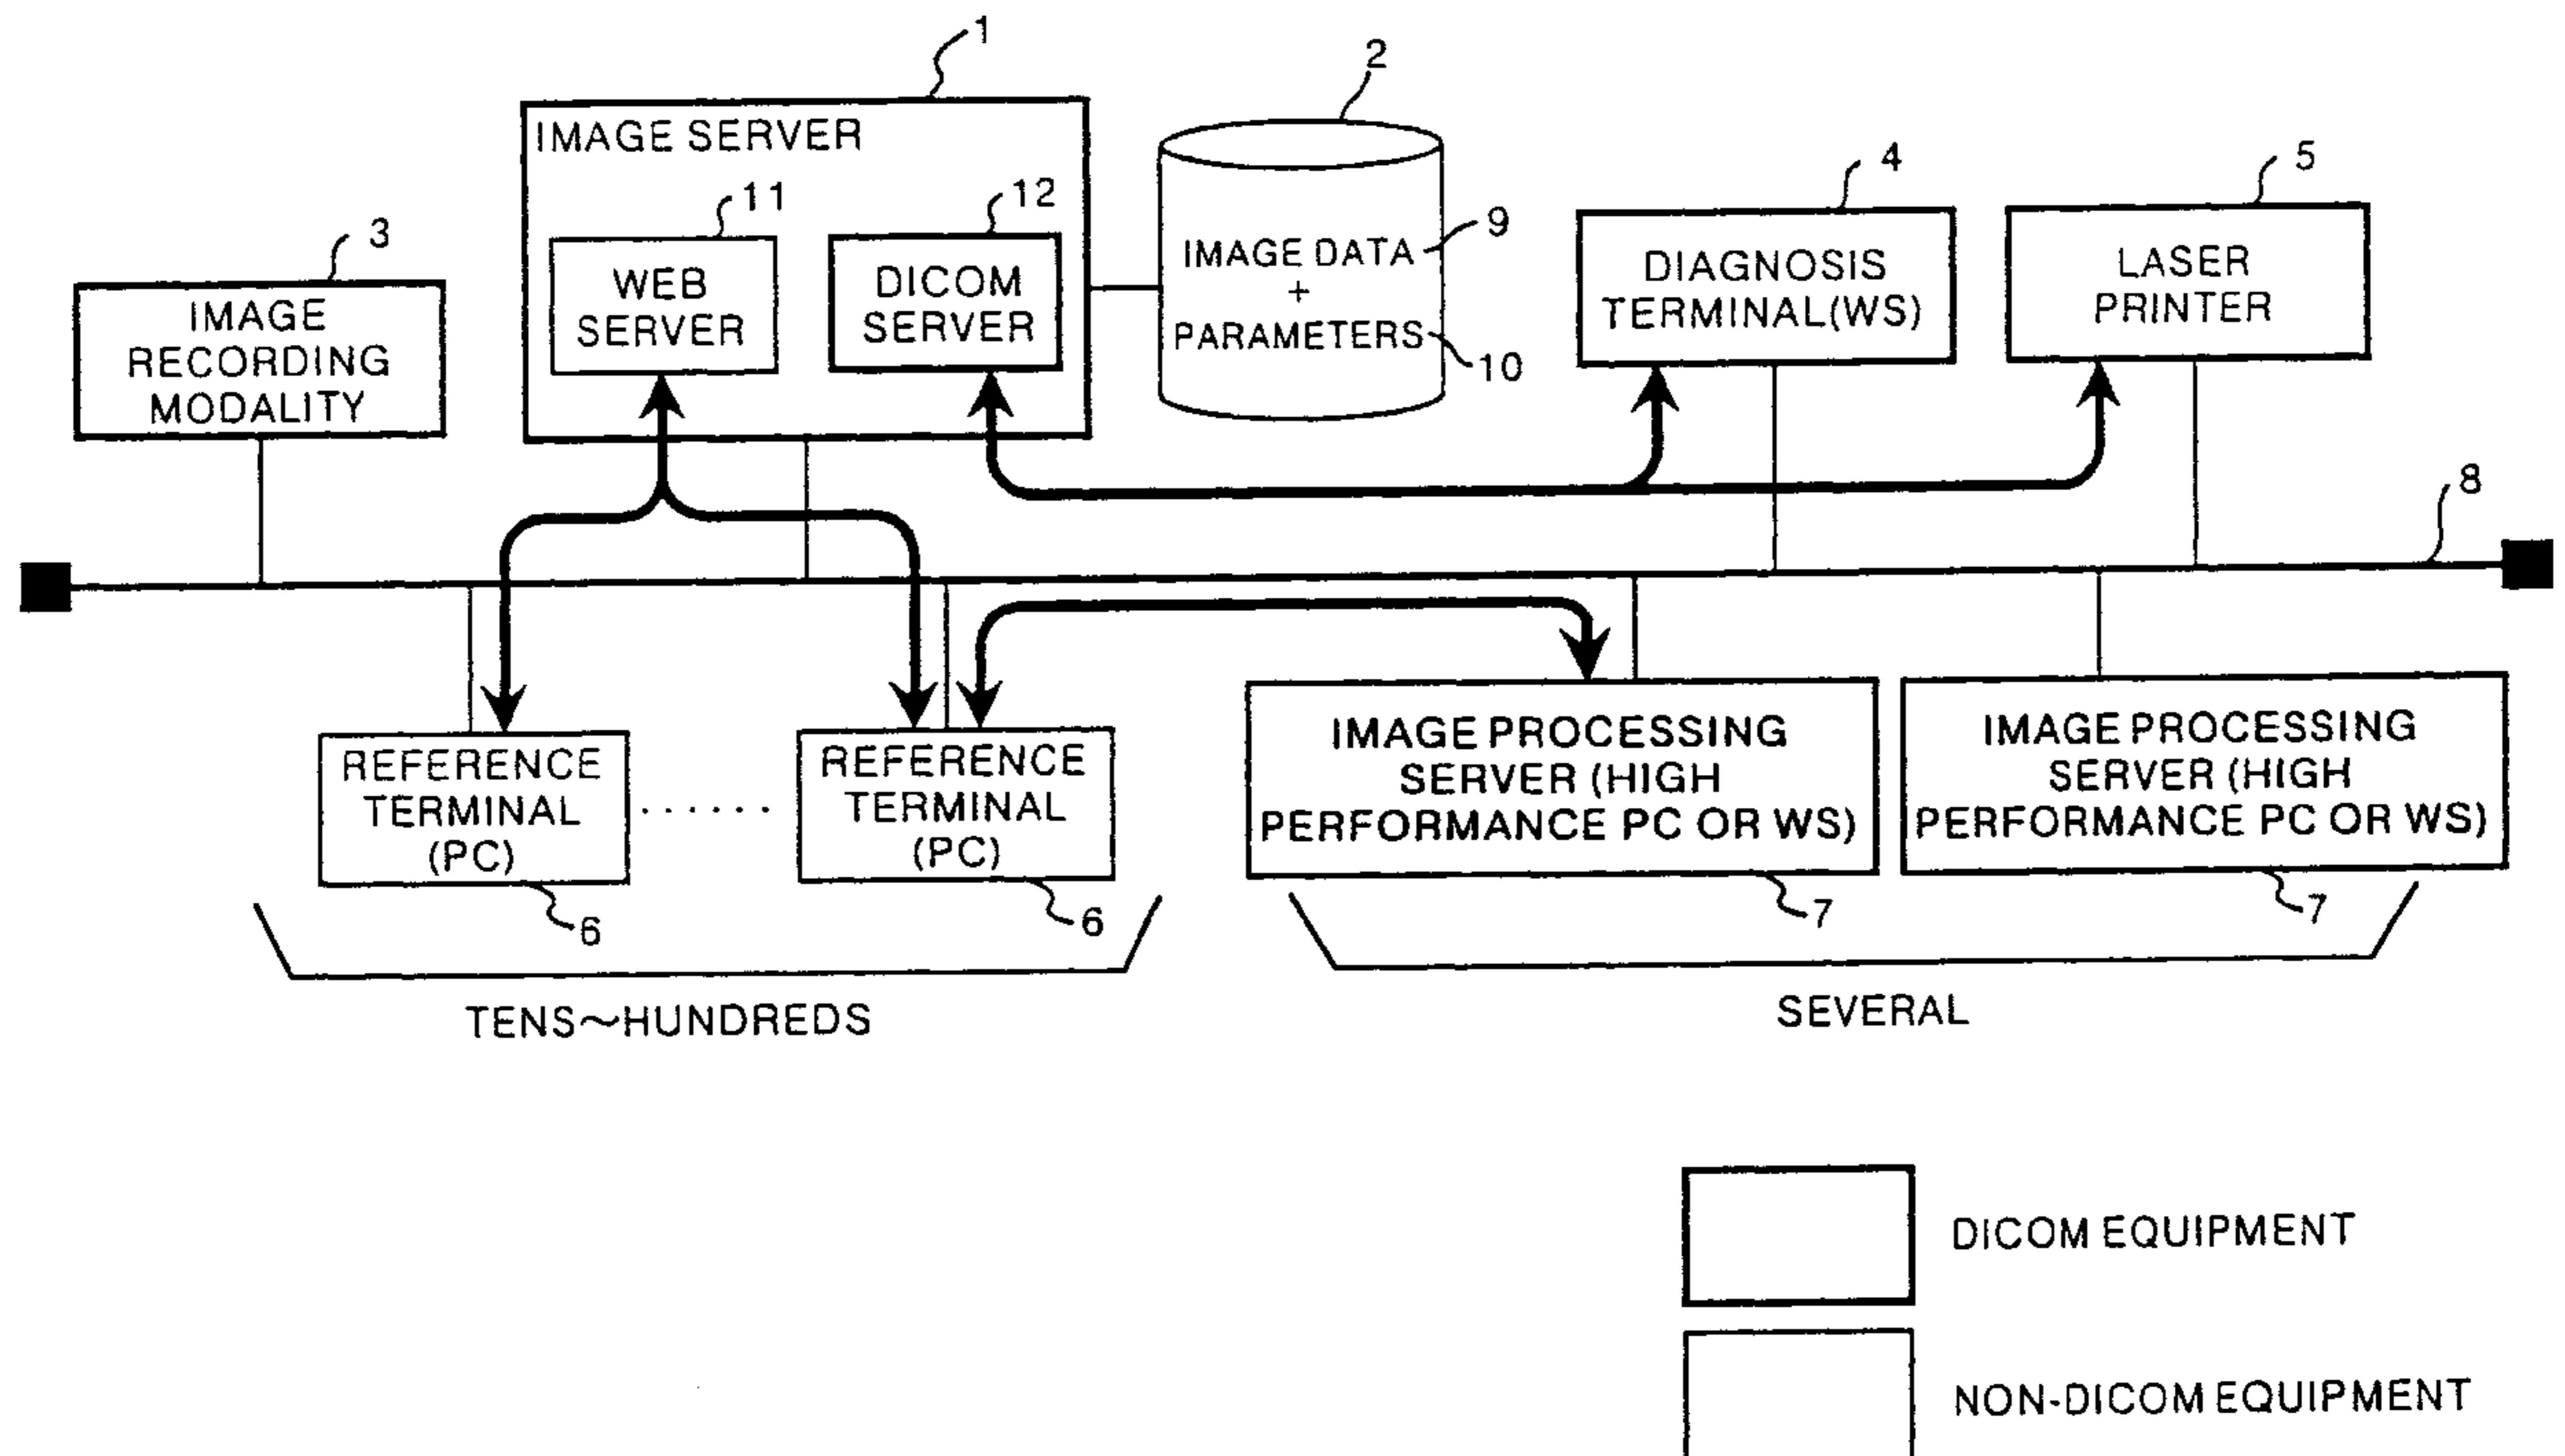 1
2
IMAGE SERVER
11
12
4
5
3
9
WEB
SERVER
DICOM
SERVER
IMAGE DATA
+
PARAMETERS
10
DIAGNOSIS
TERMINAL(WS)
LASER
PRINTER
IMAGE
RECORDING
MODALITY
8
REFERENCE
TERMINAL
(PC)
6
......
REFERENCE
TERMINAL
(PC)
6
IMAGE PROCESSING
SERVER (HIGH
PERFORMANCE PC OR WS)
7
IMAGE PROCESSING
SERVER (HIGH
PERFORMANCE PC OR WS)
7
TENS~HUNDREDS
SEVERAL
DICOM EQUIPMENT
NON-DICOM EQUIPMENT